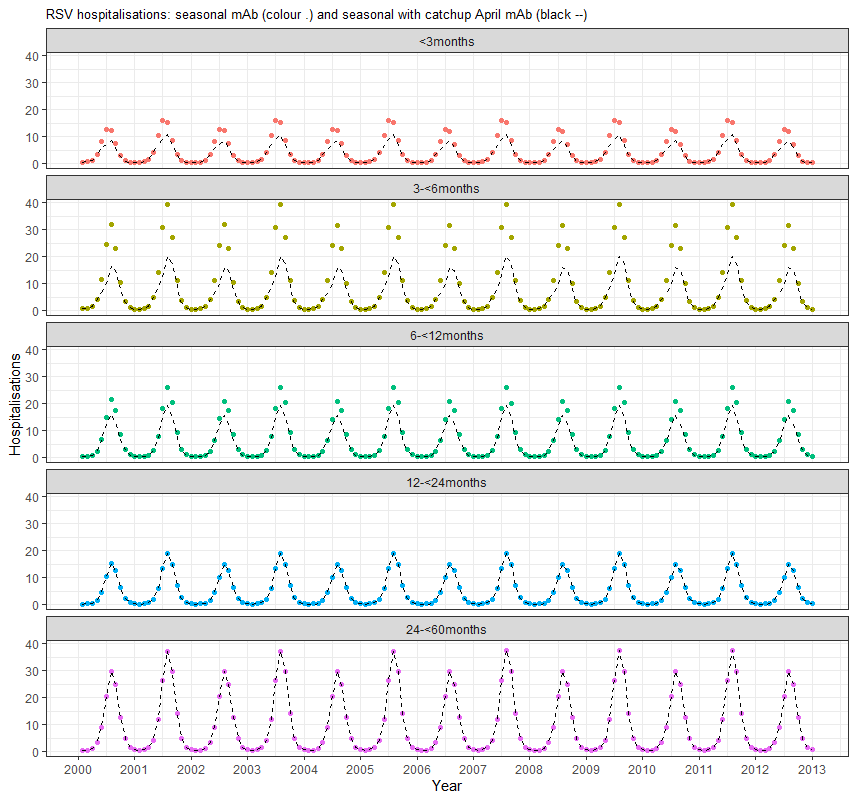 RSV hospitalisations: seasonal mAb (colour .) and seasonal with catchup April mAb (black --)
<3months
40
30
20
10
0
3-<6months
40
30
20
10
0
6-<12months
40
30
20
10
0
12-<24months
40
30
20
10
0
24-<60months
40
30
20
10
0
Hospitalisations
2000 2001 2002 2003 2004 2005 2006 2007 2008 2009 2010 2011 2012 2013
Year